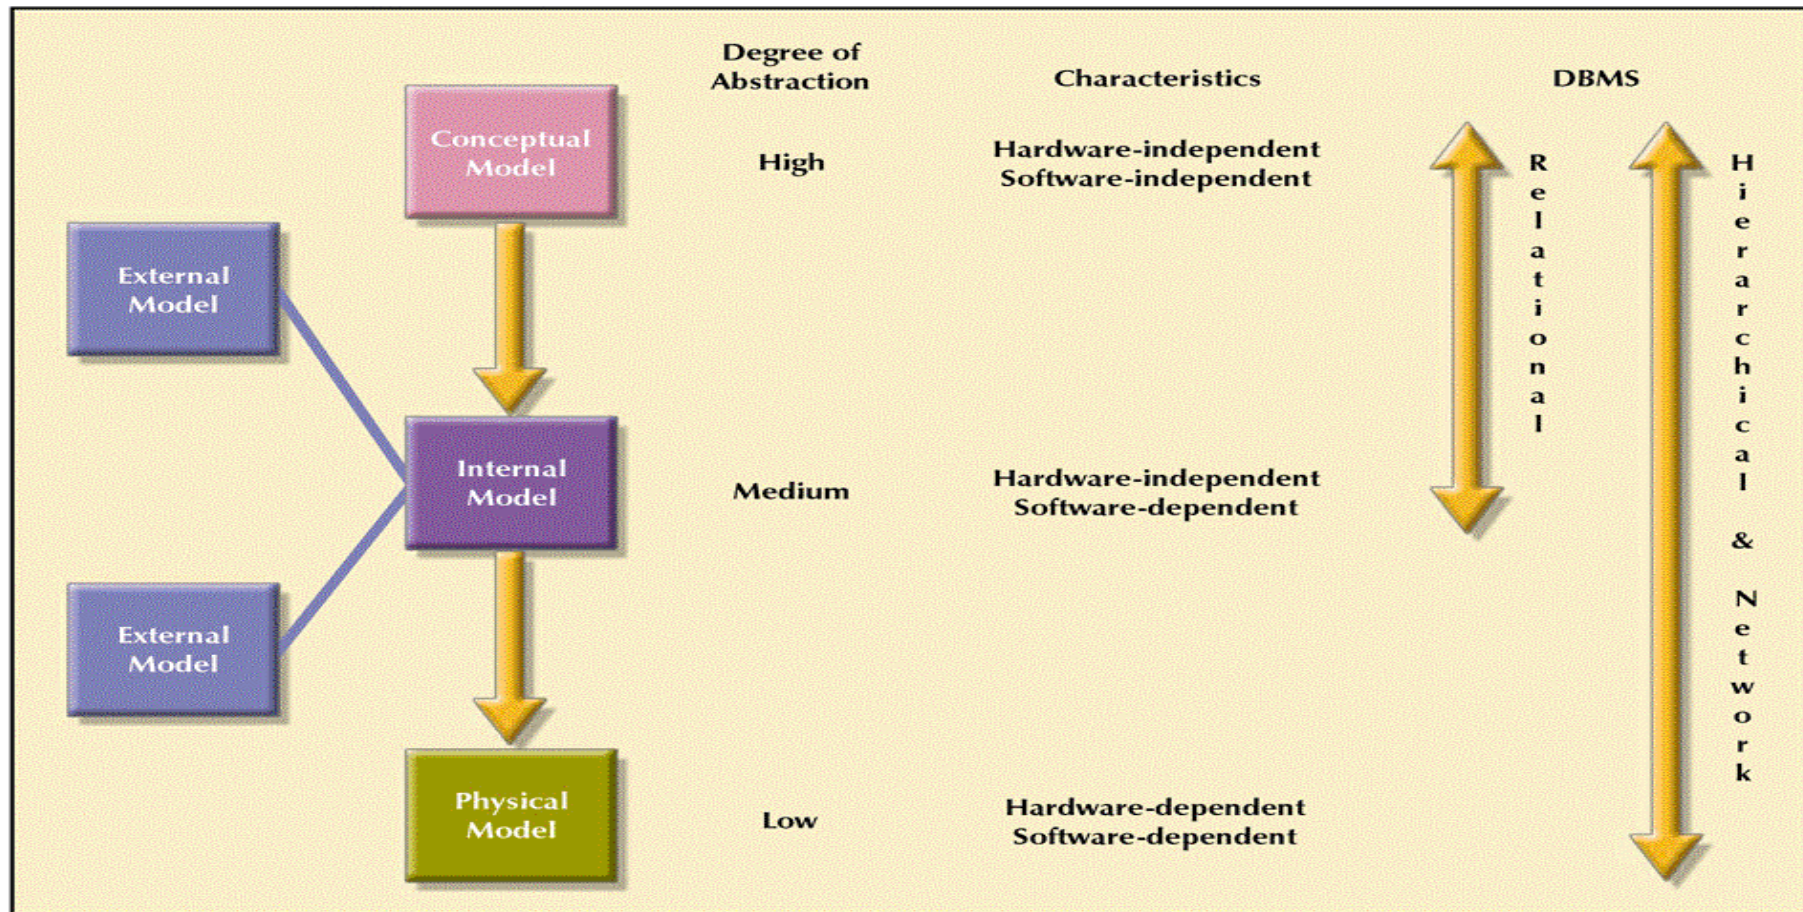 Degree of
Abstraction
Characteristics
DBMS
Conceptual
Model
High
Hardware-independent
Software-independent
External
Model
Internal
Model
Medium
Hardware-independent
Software-dependent
External
Model
Physical
Model
Low
Hardware-dependent
Software-dependent
Relational
Hierarchical & Network